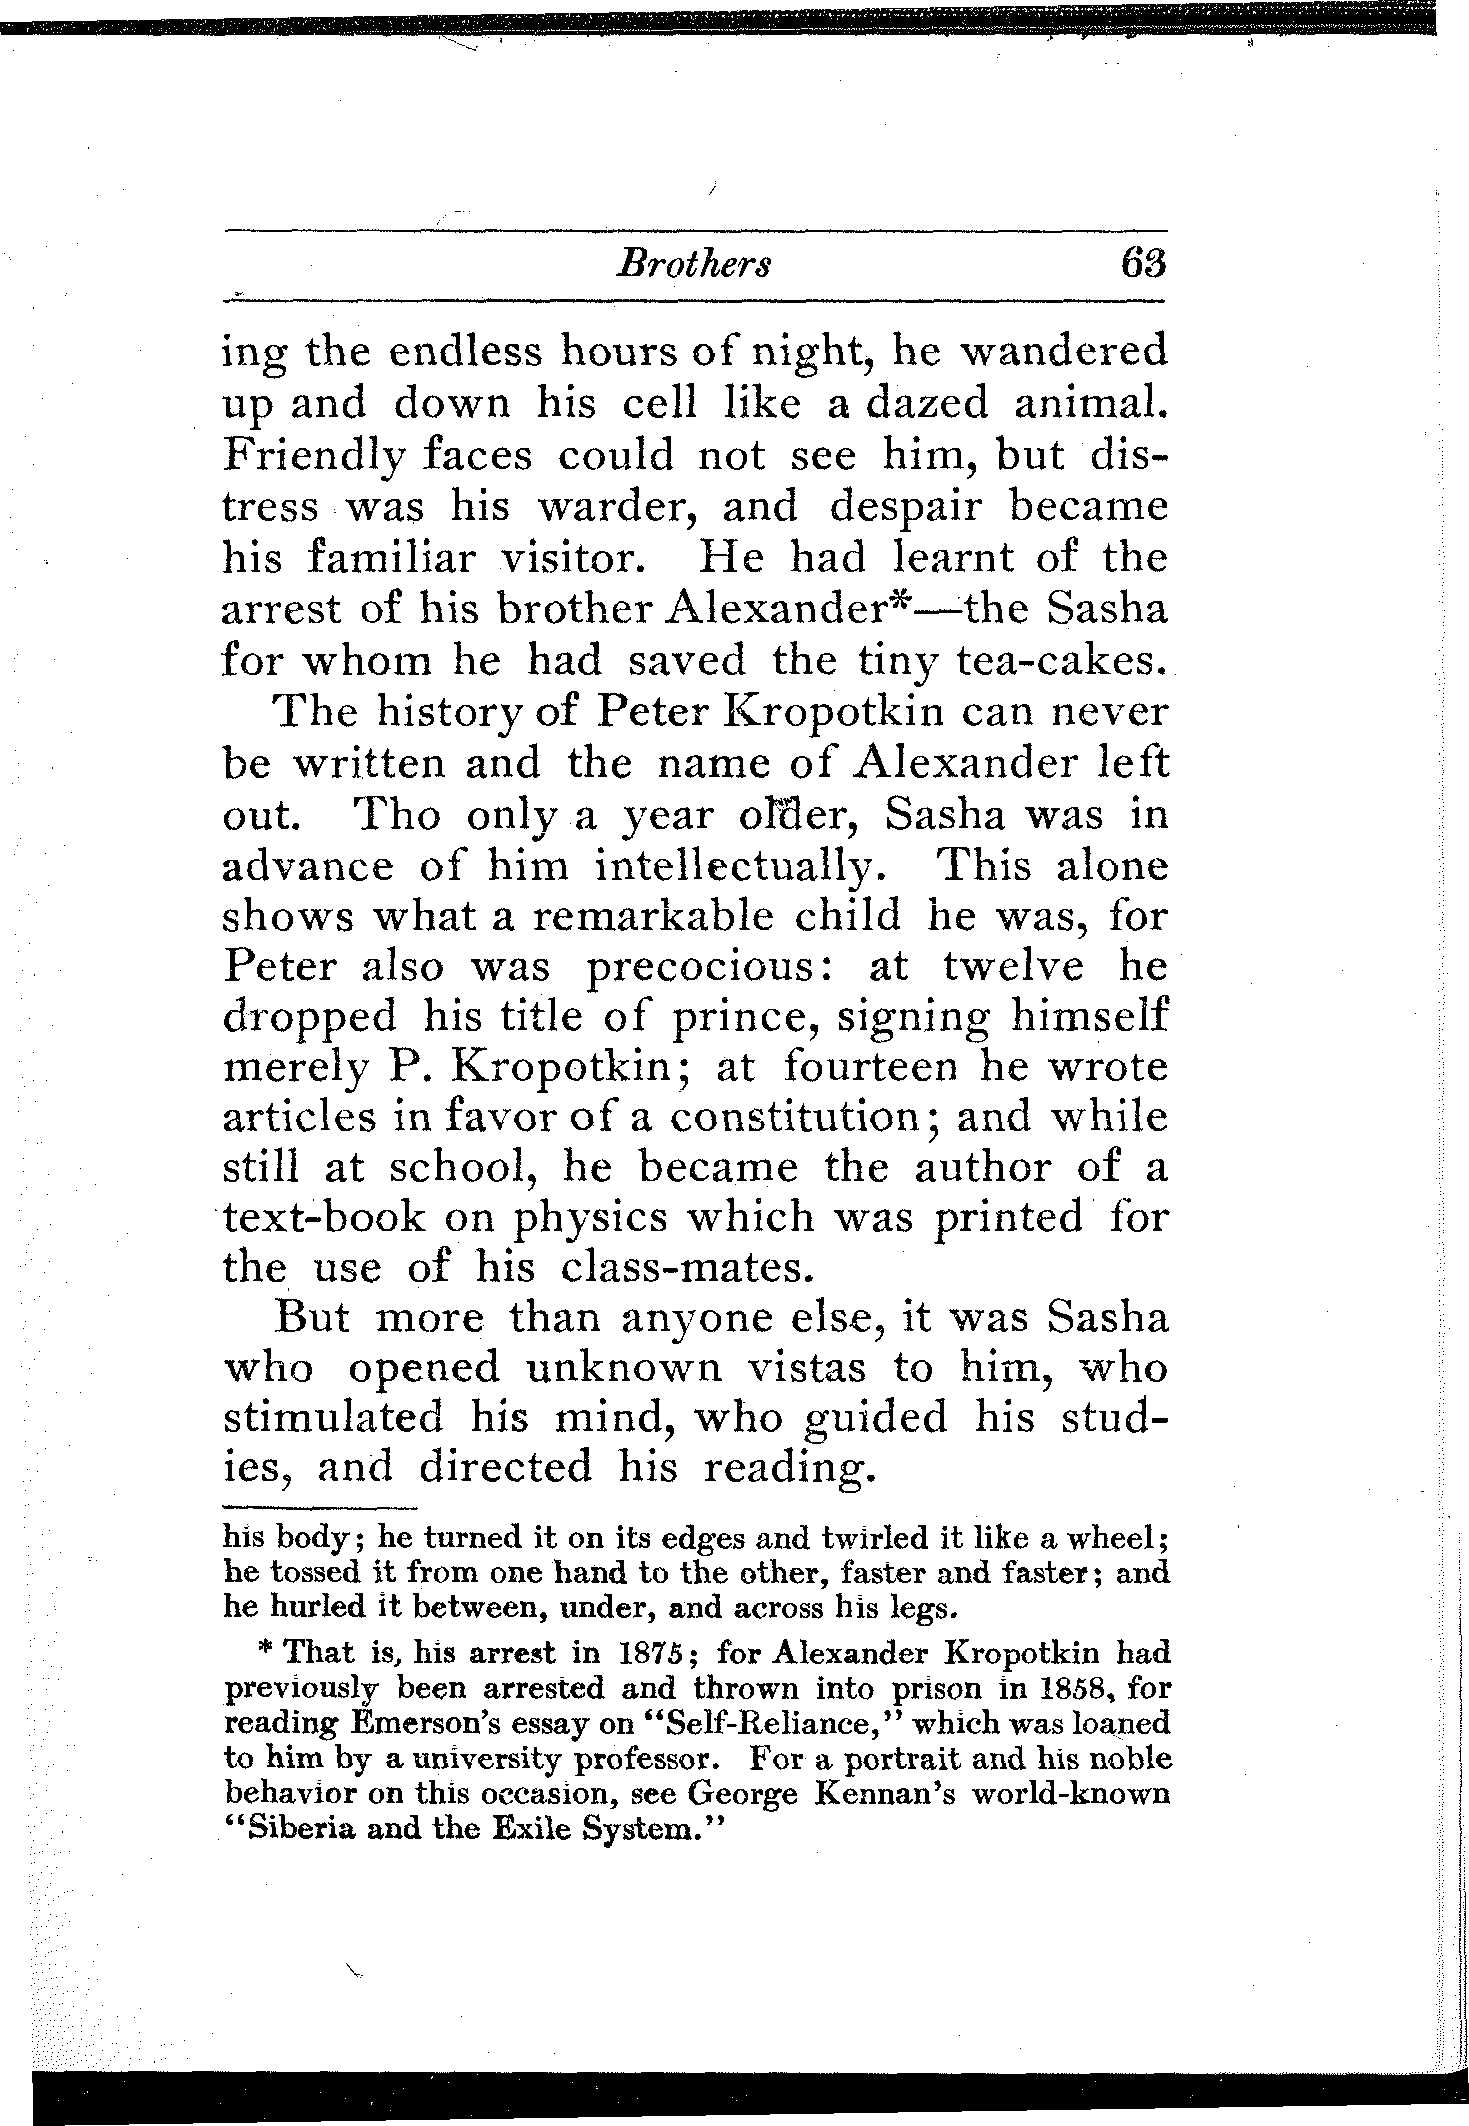 Brothers 63
ing the endless hours of night, he wandered
up and down his cell like a dazed animal.
Friendly faces could not see him, but dis-
tress was his warder, and despair became
his familiar visitor. He had learnt of the
arrest of his brother Alexander*—the Sasha
for whom he had saved the tiny tea-cakes.
The history of Peter Kropotkin can never
be written and the name of Alexander left
out. Tho only a year older, Sasha was in
advance of him intellectually. This alone
shows what a remarkable child he was, for
Peter also was precocious: at twelve he
dropped his title of prince, signing himself
merely P. Kropotkin; at fourteen he wrote
articles in favor of a constitution; and while
still at school, he became the author of a
text-book on physics which was printed for
the use of his class-mates.
But more than anyone else, it was Sasha
who opened unknown vistas to him, who
stimulated his mind, who guided his stud-
ies, and directed his reading.
his body; he turned it on its edges and twirled it like a wheel;
he tossed it from one hand to the other, faster and faster; and
he hurled it between, under, and across his legs.
* That is, his arrest in 1875; for Alexander Kropotkin had
previously been arrested and thrown into prison in 1858, for
reading Emerson's essay on "Self-Reliance," which was loaned
to him by a university professor. For a portrait and his noble
behavior on this occasion, see George Kennan's world-known
"Siberia and the Exile System."